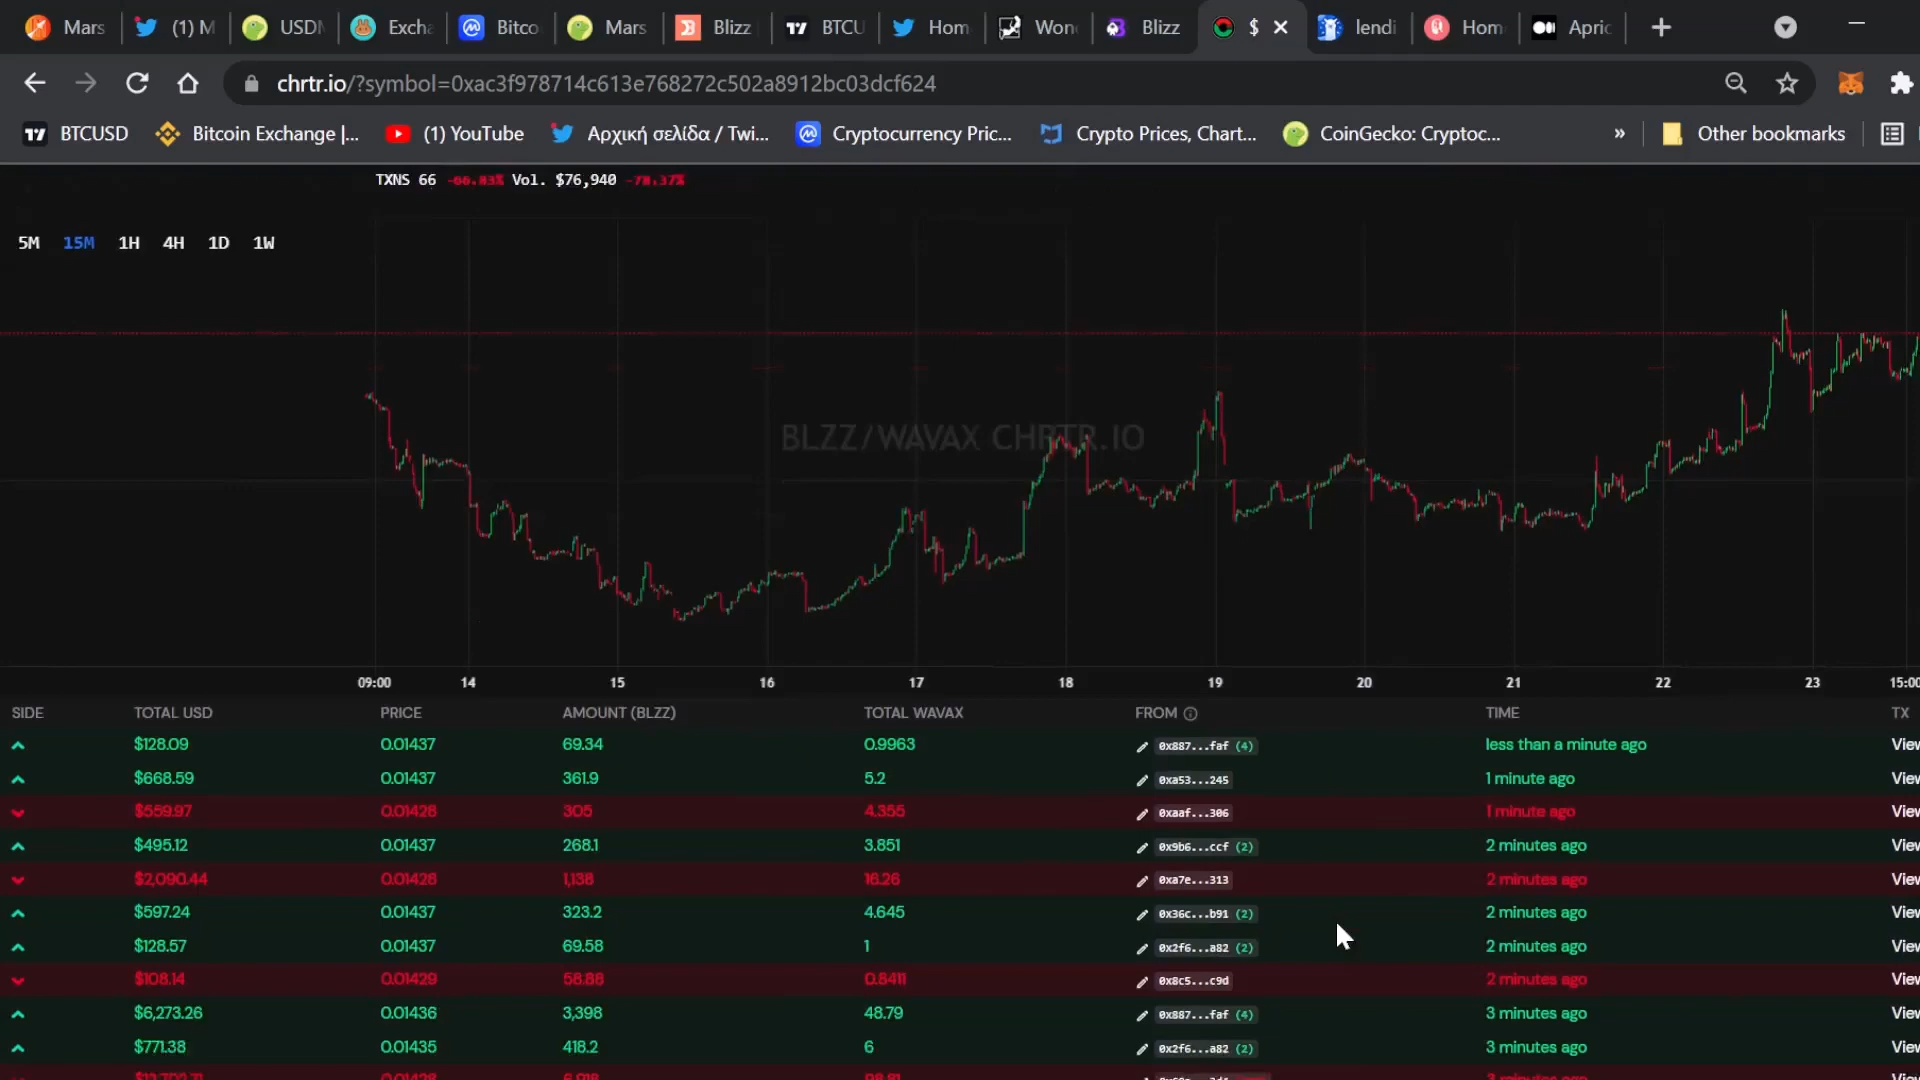 Mars (1) M USDM Excha Bitco Mars Blizz BTCU Hom Won Blizz $ lendi Hom Apric
chrtr.io/?symbol=0xac3f978714c613e768272c502a8912bc03dcf624
BTCUSD Bitcoin Exchange |... (1) YouTube Αρχική σελίδα / Twi... Cryptocurrency Pric... Crypto Prices, Chart... CoinGecko: Cryptoc... » Other bookmarks
TXNS 66 -66.83% Vol. $76,940 -78.37%
5M 15M 1H 4H 1D 1W
BLZZ/WAVAX CHRTR.IO
09:00 14 15 16 17 18 19 20 21 22 23 15:00
SIDE TOTAL USD PRICE AMOUNT (BLZZ) TOTAL WAVAX FROM TIME TX
$128.09 0.01437 69.34 0.9963 0x887...faf (4) less than a minute ago View
$668.59 0.01437 361.9 5.2 0xa53...245 1 minute ago View
$559.97 0.01428 305 4.355 0xaaf...306 1 minute ago View
$495.12 0.01437 268.1 3.851 0x9b6...ccf (2) 2 minutes ago View
$2,090.44 0.01428 1,138 16.26 0xa7e...313 2 minutes ago View
$597.24 0.01437 323.2 4.645 0x36c...b91 (2) 2 minutes ago View
$128.57 0.01437 69.58 1 0x2f6...a82 (2) 2 minutes ago View
$108.14 0.01429 58.88 0.8411 0x8c5...c9d 2 minutes ago View
$6,273.26 0.01436 3,398 48.79 0x887...faf (4) 3 minutes ago View
$771.38 0.01435 418.2 6 0x2f6...a82 (2) 3 minutes ago View